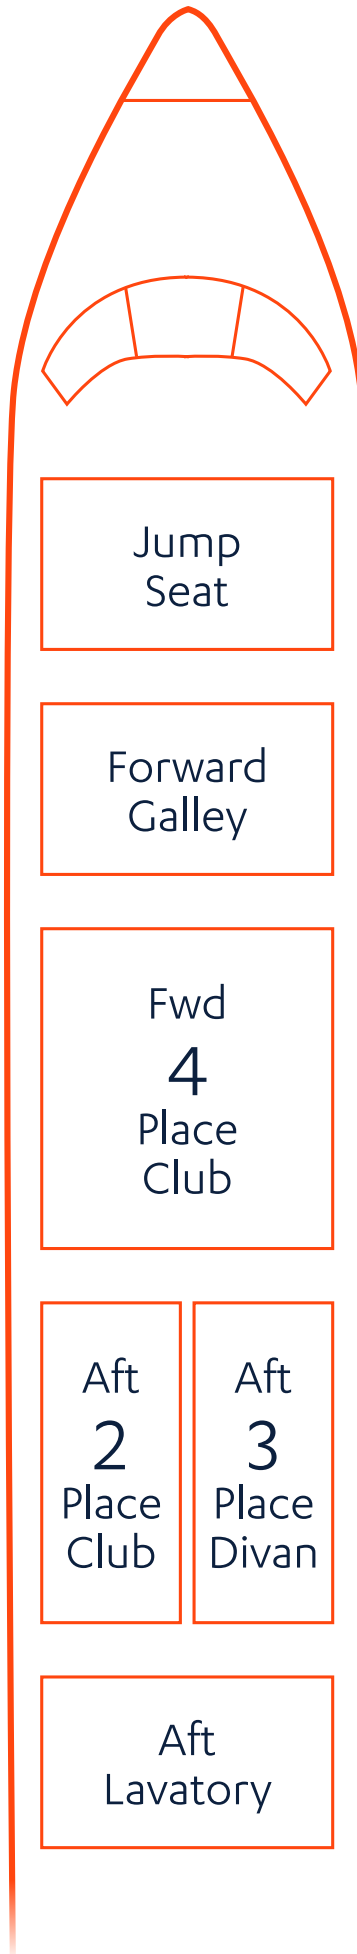 Jump
Seat
Forward
Galley
Fwd
4
Place
Club
Aft
2
Place
Club
Aft
3
Place
Divan
Aft
Lavatory